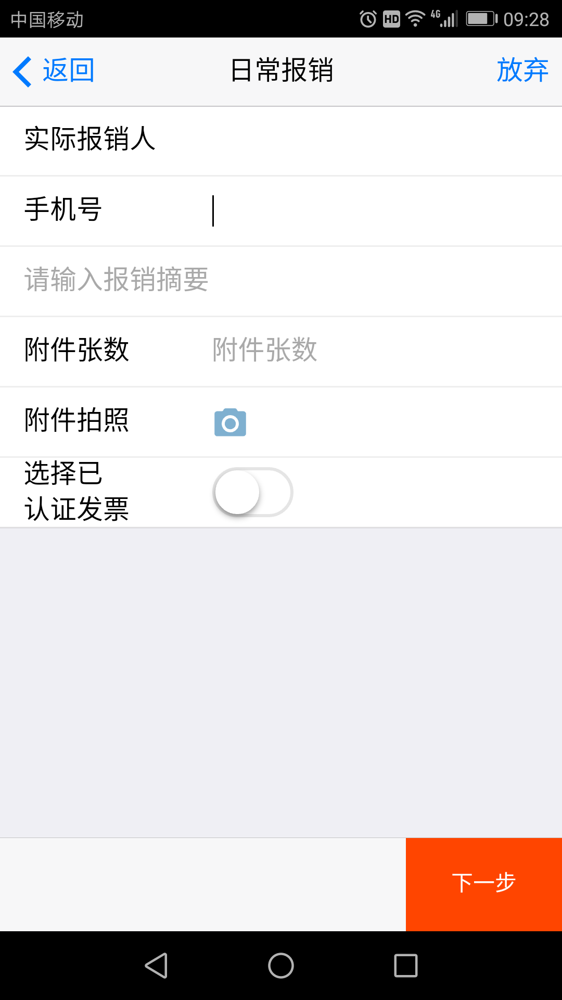 中国移动 HD 4G 09:28
返回 日常报销 放弃
实际报销人
手机号
请输入报销摘要
附件张数 附件张数
附件拍照
选择已
认证发票
下一步